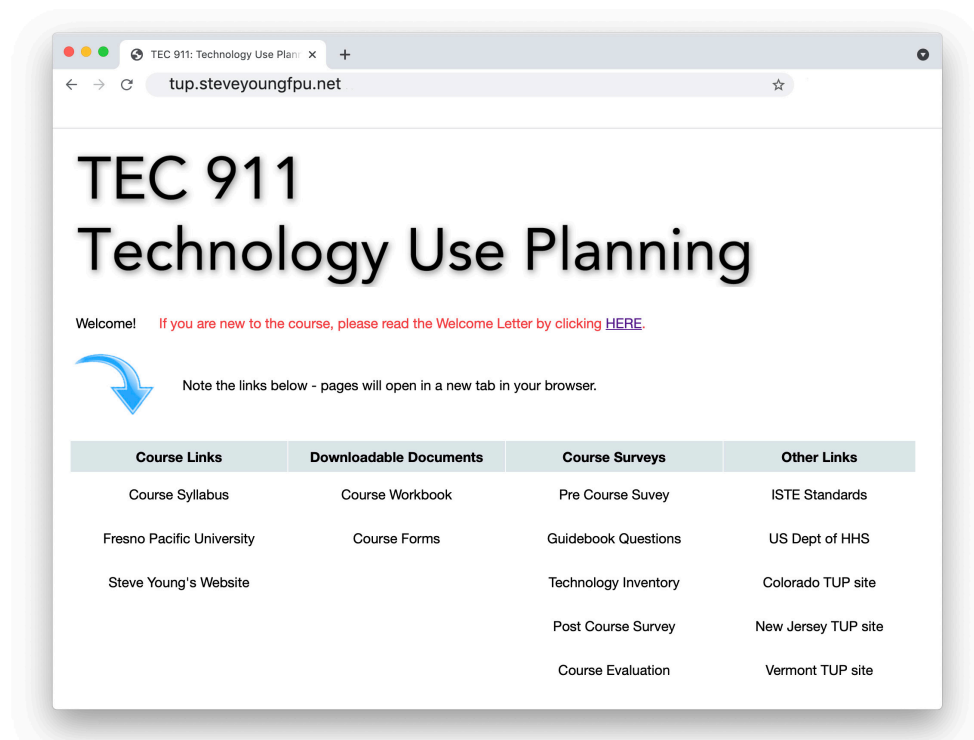 TEC 911: Technology Use Plan
tup.steveyoungfpu.net
TEC 911
Technology Use Planning
Welcome! If you are new to the course, please read the Welcome Letter by clicking HERE.
Note the links below - pages will open in a new tab in your browser.
Course Links Downloadable Documents Course Surveys Other Links
Course Syllabus Course Workbook Pre Course Suvey ISTE Standards
Fresno Pacific University Course Forms Guidebook Questions US Dept of HHS
Steve Young's Website Technology Inventory Colorado TUP site
Post Course Survey New Jersey TUP site
Course Evaluation Vermont TUP site